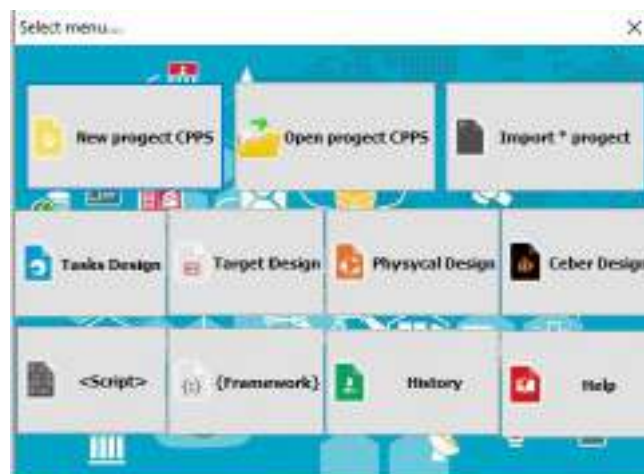 Select menu...
New progect CPPS
Open progect CPPS
Import * progect
Tasks Design
Target Design
Physycal Design
Ceber Design
<Script>
{Framework}
History
Help